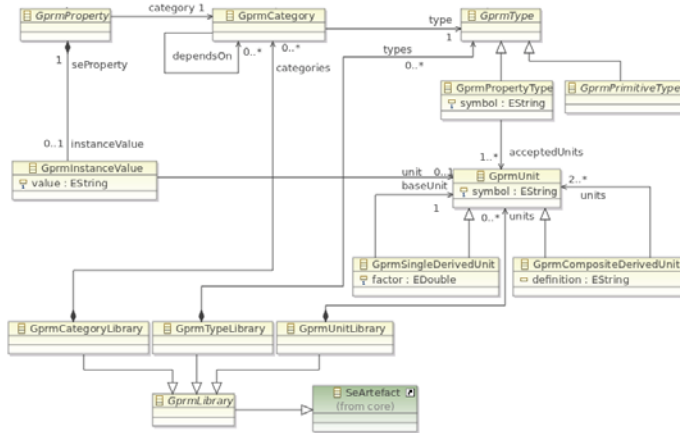 GprmProperty
category 1
GprmCategory
type
GprmType
1
dependsOn
0..*
0..*
categories
types
0..*
1
seProperty
GprmPropertyType
symbol : EString
GprmPrimitiveType
0..1
instanceValue
1..*
acceptedUnits
GprmInstanceValue
value : EString
unit
baseUnit
1
GprmUnit
symbol : EString
2..*
units
0..*
units
GprmSingleDerivedUnit
factor : EDouble
GprmCompositeDerivedUnit
definition : EString
GprmCategoryLibrary
GprmTypeLibrary
GprmUnitLibrary
GprmLibrary
SeArtefact
(from core)